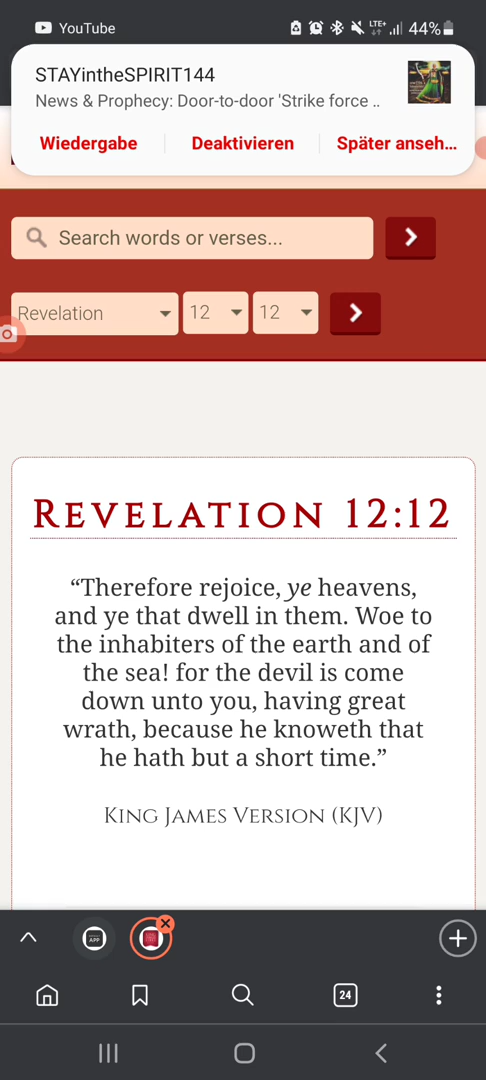 YouTube
LTE+
44%
STAYintheSPIRIT144
News & Prophecy: Door-to-door 'Strike force ..
Wiedergabe Deaktivieren Später anseh...
Search words or verses...
Revelation 12 12
REVELATION 12:12
“Therefore rejoice, ye heavens,
and ye that dwell in them. Woe to
the inhabiters of the earth and of
the sea! for the devil is come
down unto you, having great
wrath, because he knoweth that
he hath but a short time.”
KING JAMES VERSION (KJV)
APP
24